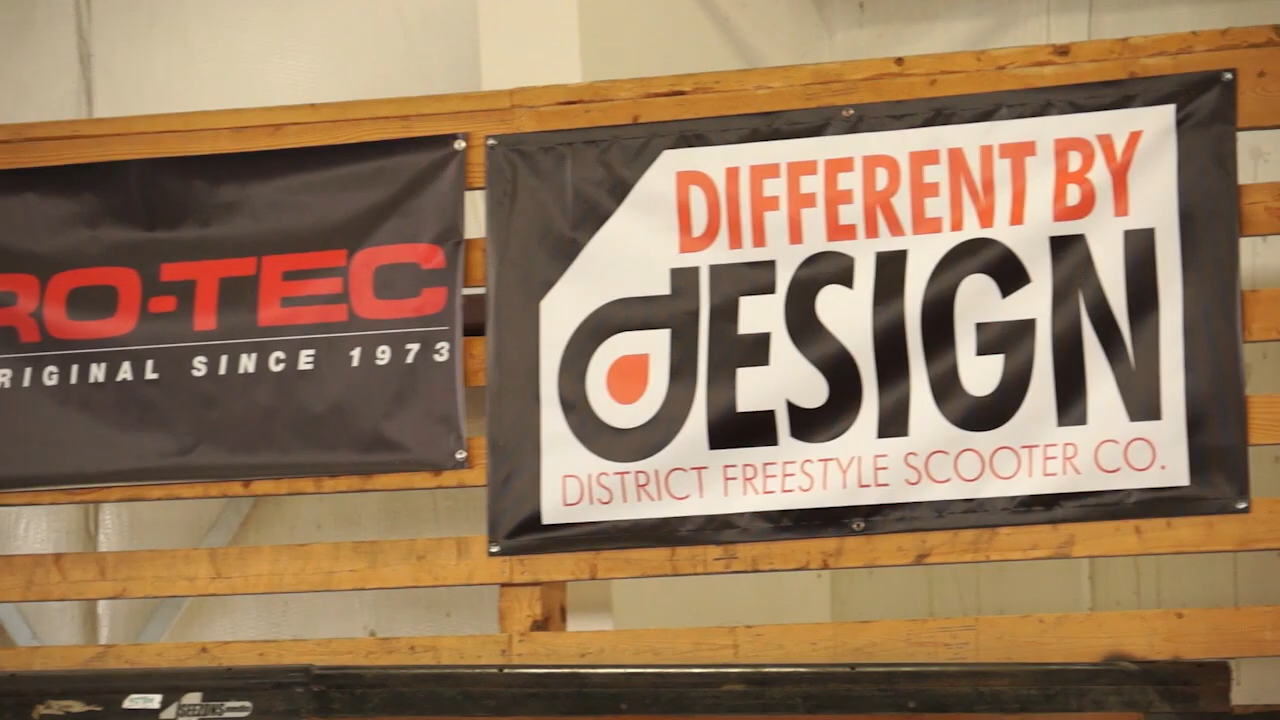 RO-TEC
RIGINAL SINCE 1973
DIFFERENT BY
dESIGN
DISTRICT FREESTYLE SCOOTER CO.